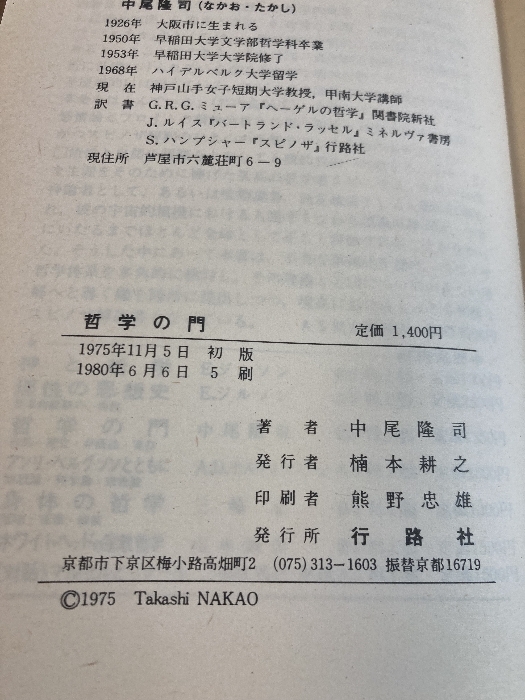 中尾隆司(なかお・たかし)
1926年 大阪市に生まれる
1950年 早稲田大学文学部哲学科卒業
1953年 早稲田大学大学院修了
1968年 ハイデルベルク大学留学
現 在 神戸山手女子短期大学教授，甲南大学講師
訳 書 G.R.G.ミューア『ヘーゲルの哲学』関書院新社
J.ルイス『バートランド・ラッセル』ミネルヴァ書房
S.ハンプシャー『スピノザ』行路社
現住所 芦屋市六麓荘町6－9
哲学の門
定価 1,400円
1975年11月5日 初 版
1980年6月6日 5 刷
著 者 中尾隆司
発行者 楠本耕之
印刷者 熊野忠雄
発行所 行路社
京都市下京区梅小路高畑町2 (075)313－1603 振替京都16719
©1975 Takashi NAKAO